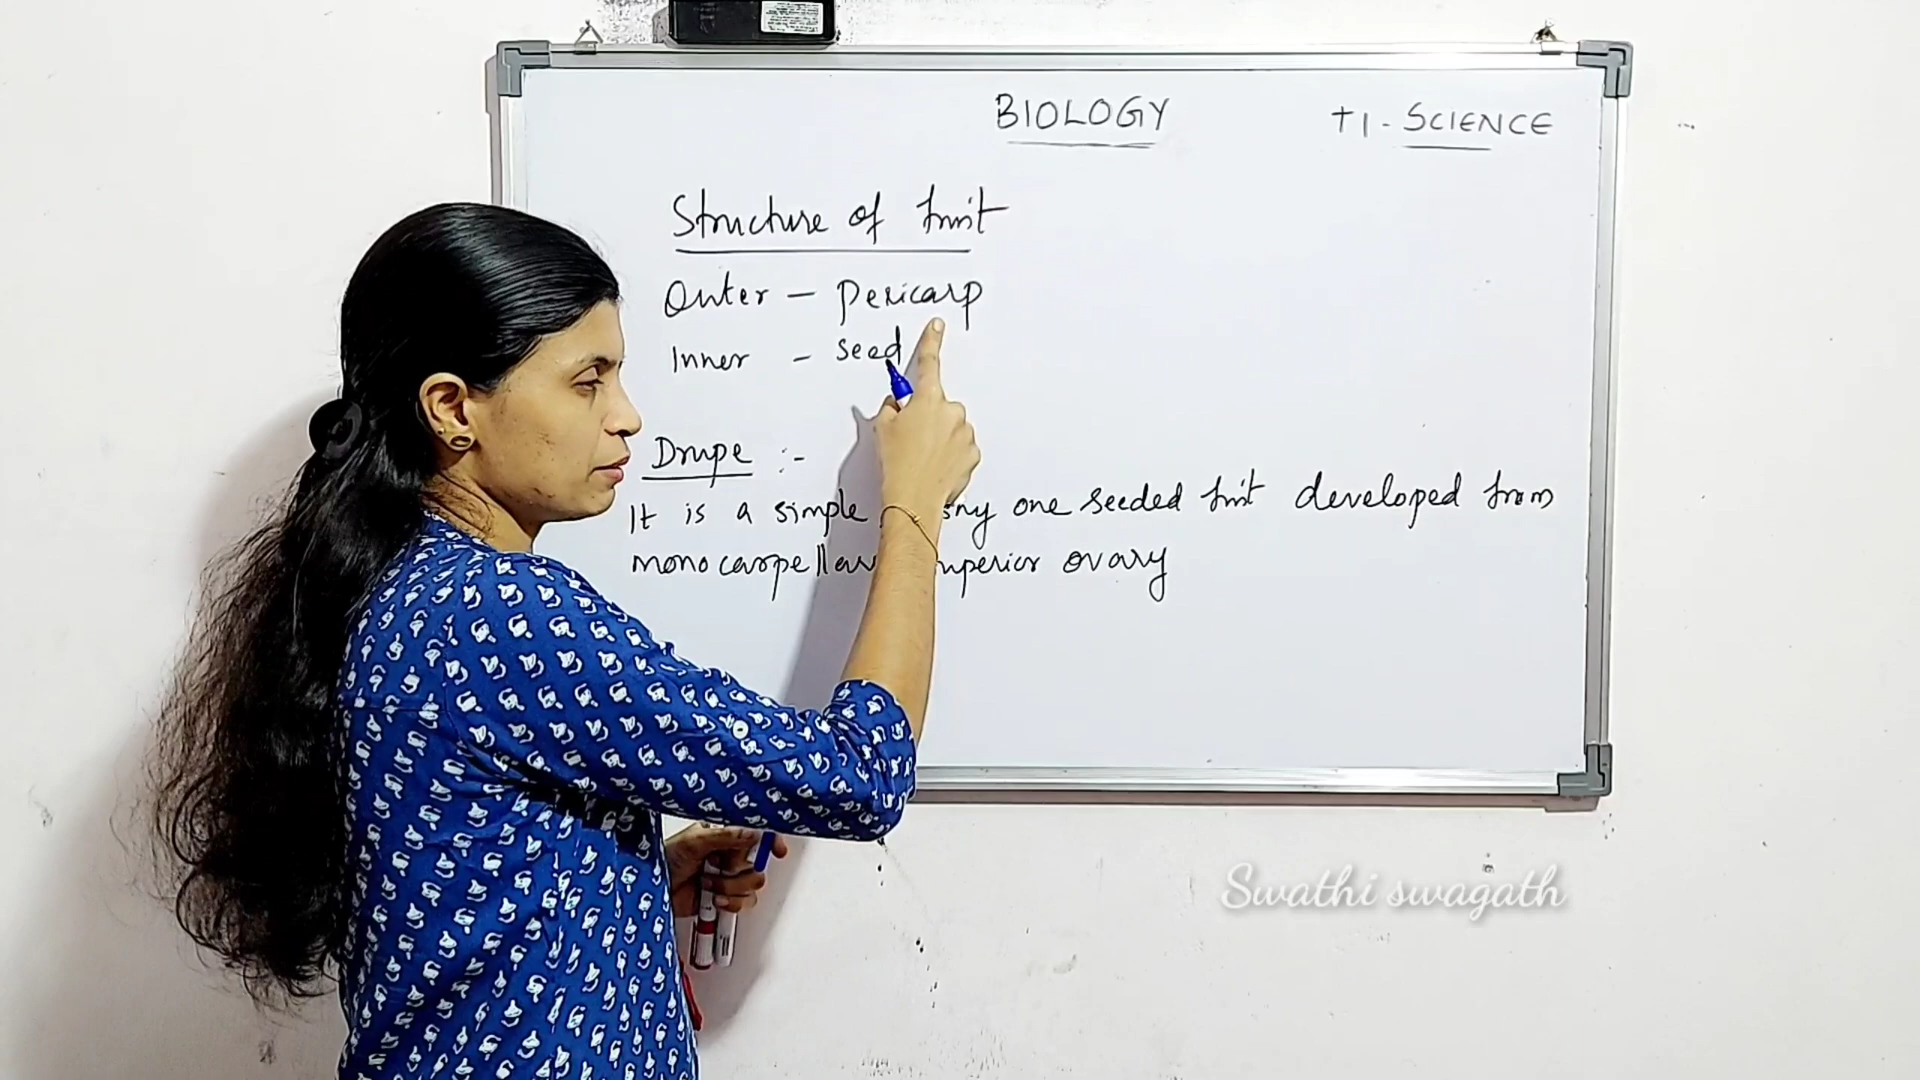 BIOLOGY
+1 - SCIENCE
Structure of fruit
Outer - Pericarp
Inner - Seed
Drupe :-
It is a simple one seeded fruit developed from
monocarpellary superior ovary
Swathi swagath